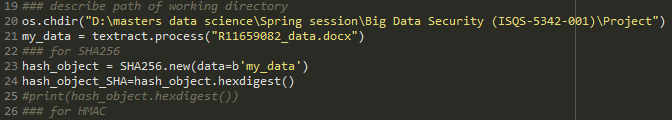 19 ### describe path of working directory
20 os.chdir("D:\masters data science\Spring session\Big Data Security (ISQS-5342-001)\Project")
21 my_data = textract.process("R11659082_data.docx")
22 ### for SHA256
23 hash_object = SHA256.new(data=b'my_data')
24 hash_object_SHA=hash_object.hexdigest()
25 #print(hash_object.hexdigest())
26 ### for HMAC